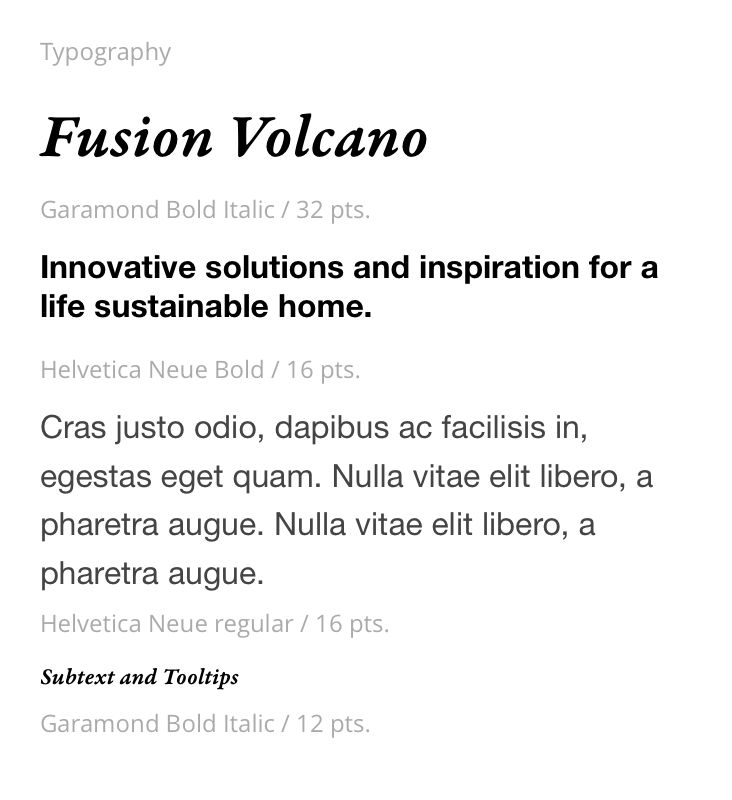 Typography
Fusion Volcano
Garamond Bold Italic / 32 pts.
Innovative solutions and inspiration for a
life sustainable home.
Helvetica Neue Bold / 16 pts.
Cras justo odio, dapibus ac facilisis in,
egestas eget quam. Nulla vitae elit libero, a
pharetra augue. Nulla vitae elit libero, a
pharetra augue.
Helvetica Neue regular / 16 pts.
Subtext and Tooltips
Garamond Bold Italic / 12 pts.